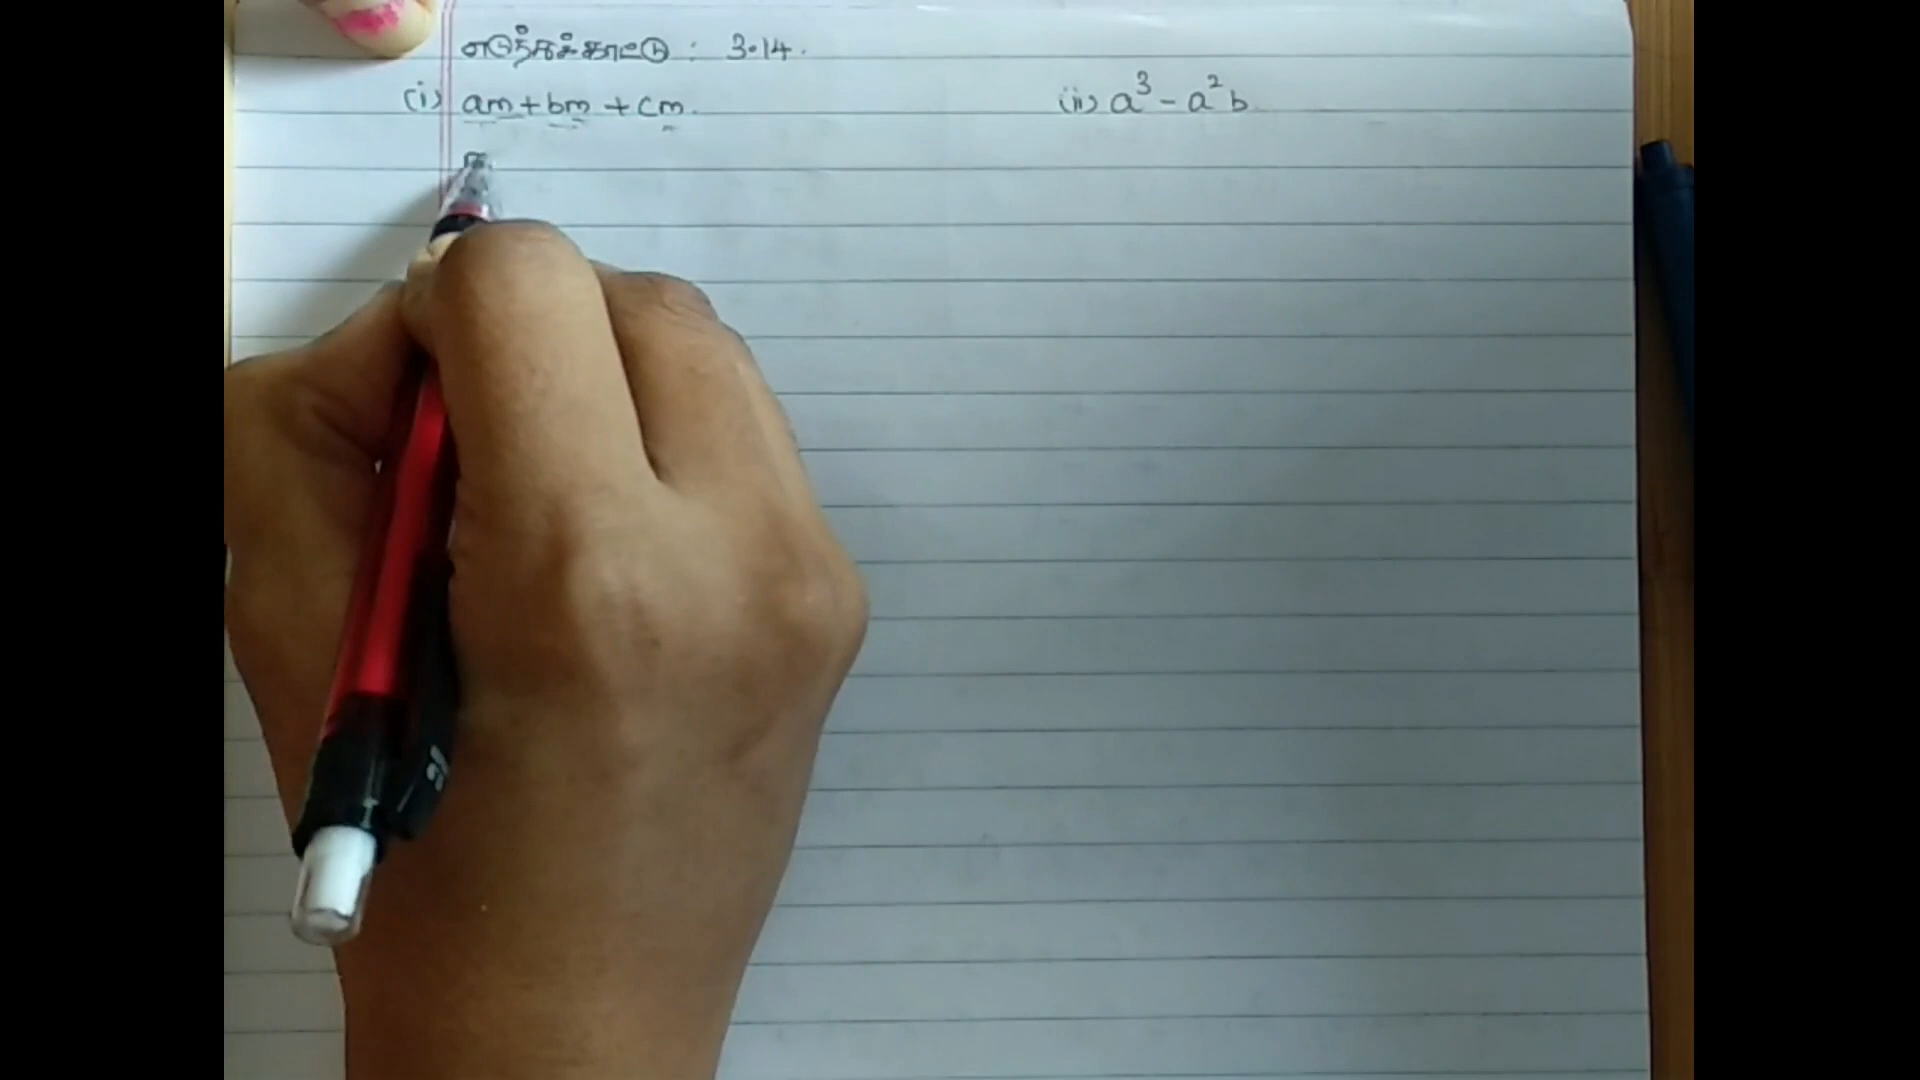 எடுத்துக்காட்டு : 3.14.
(i) am + bm + cm.
(ii) a³ - a²b.
m